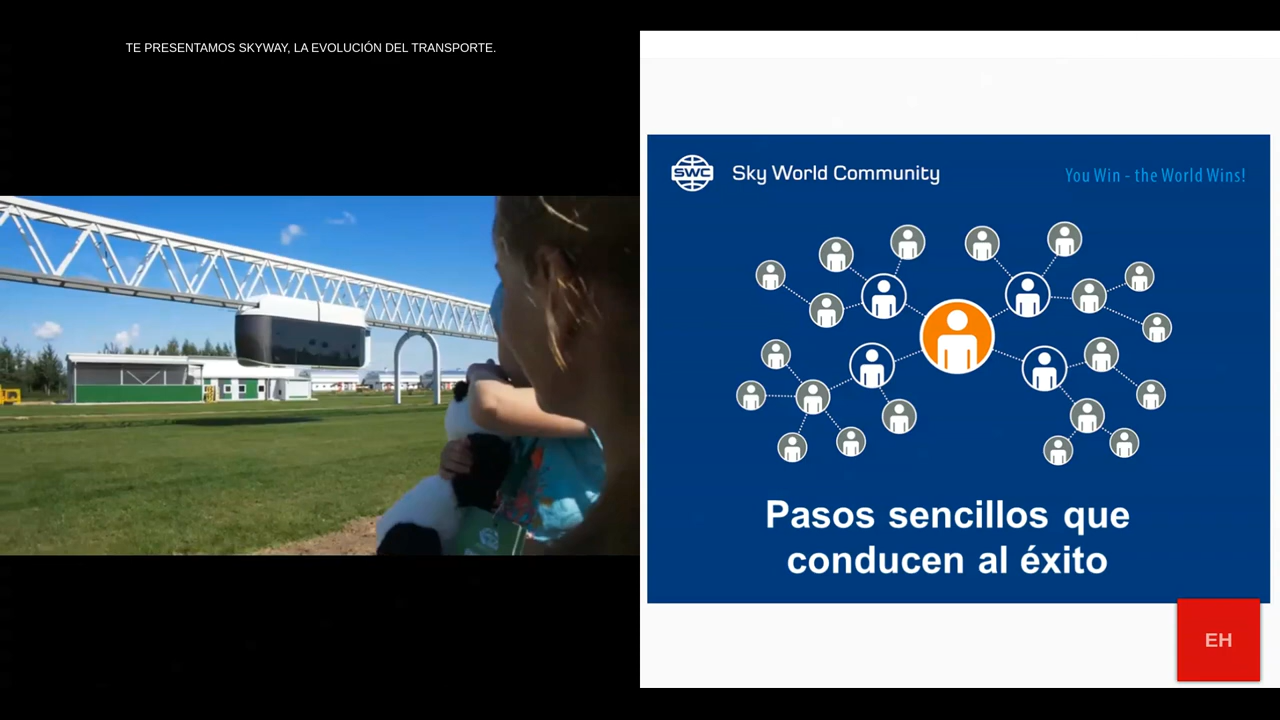 TE PRESENTAMOS SKYWAY, LA EVOLUCIÓN DEL TRANSPORTE.
SWC Sky World Community
You Win - the World Wins!
Pasos sencillos que
conducen al éxito
EH